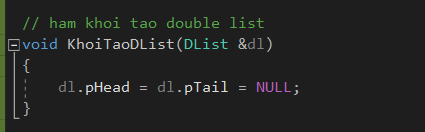 // ham khoi tao double list
void KhoiTaoDList(DList &dl)
{
    dl.pHead = dl.pTail = NULL;
}